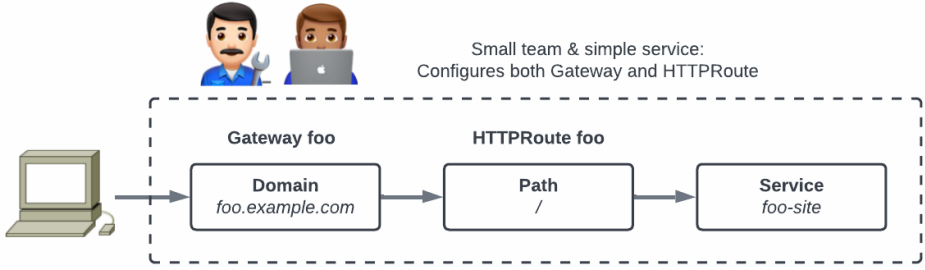 Small team & simple service:
Configures both Gateway and HTTPRoute
Gateway foo
HTTPRoute foo
Domain
foo.example.com
Path
/
Service
foo-site